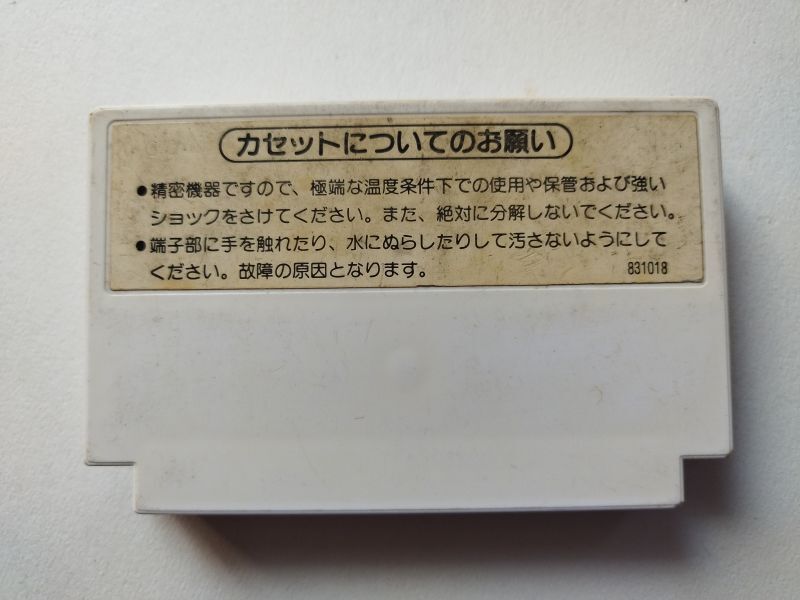 カセットについてのお願い
●精密機器ですので、極端な温度条件下での使用や保管および強い
ショックをさけてください。また、絶対に分解しないでください。
●端子部に手を触れたり、水にぬらしたりして汚さないようにして
ください。故障の原因となります。
831018